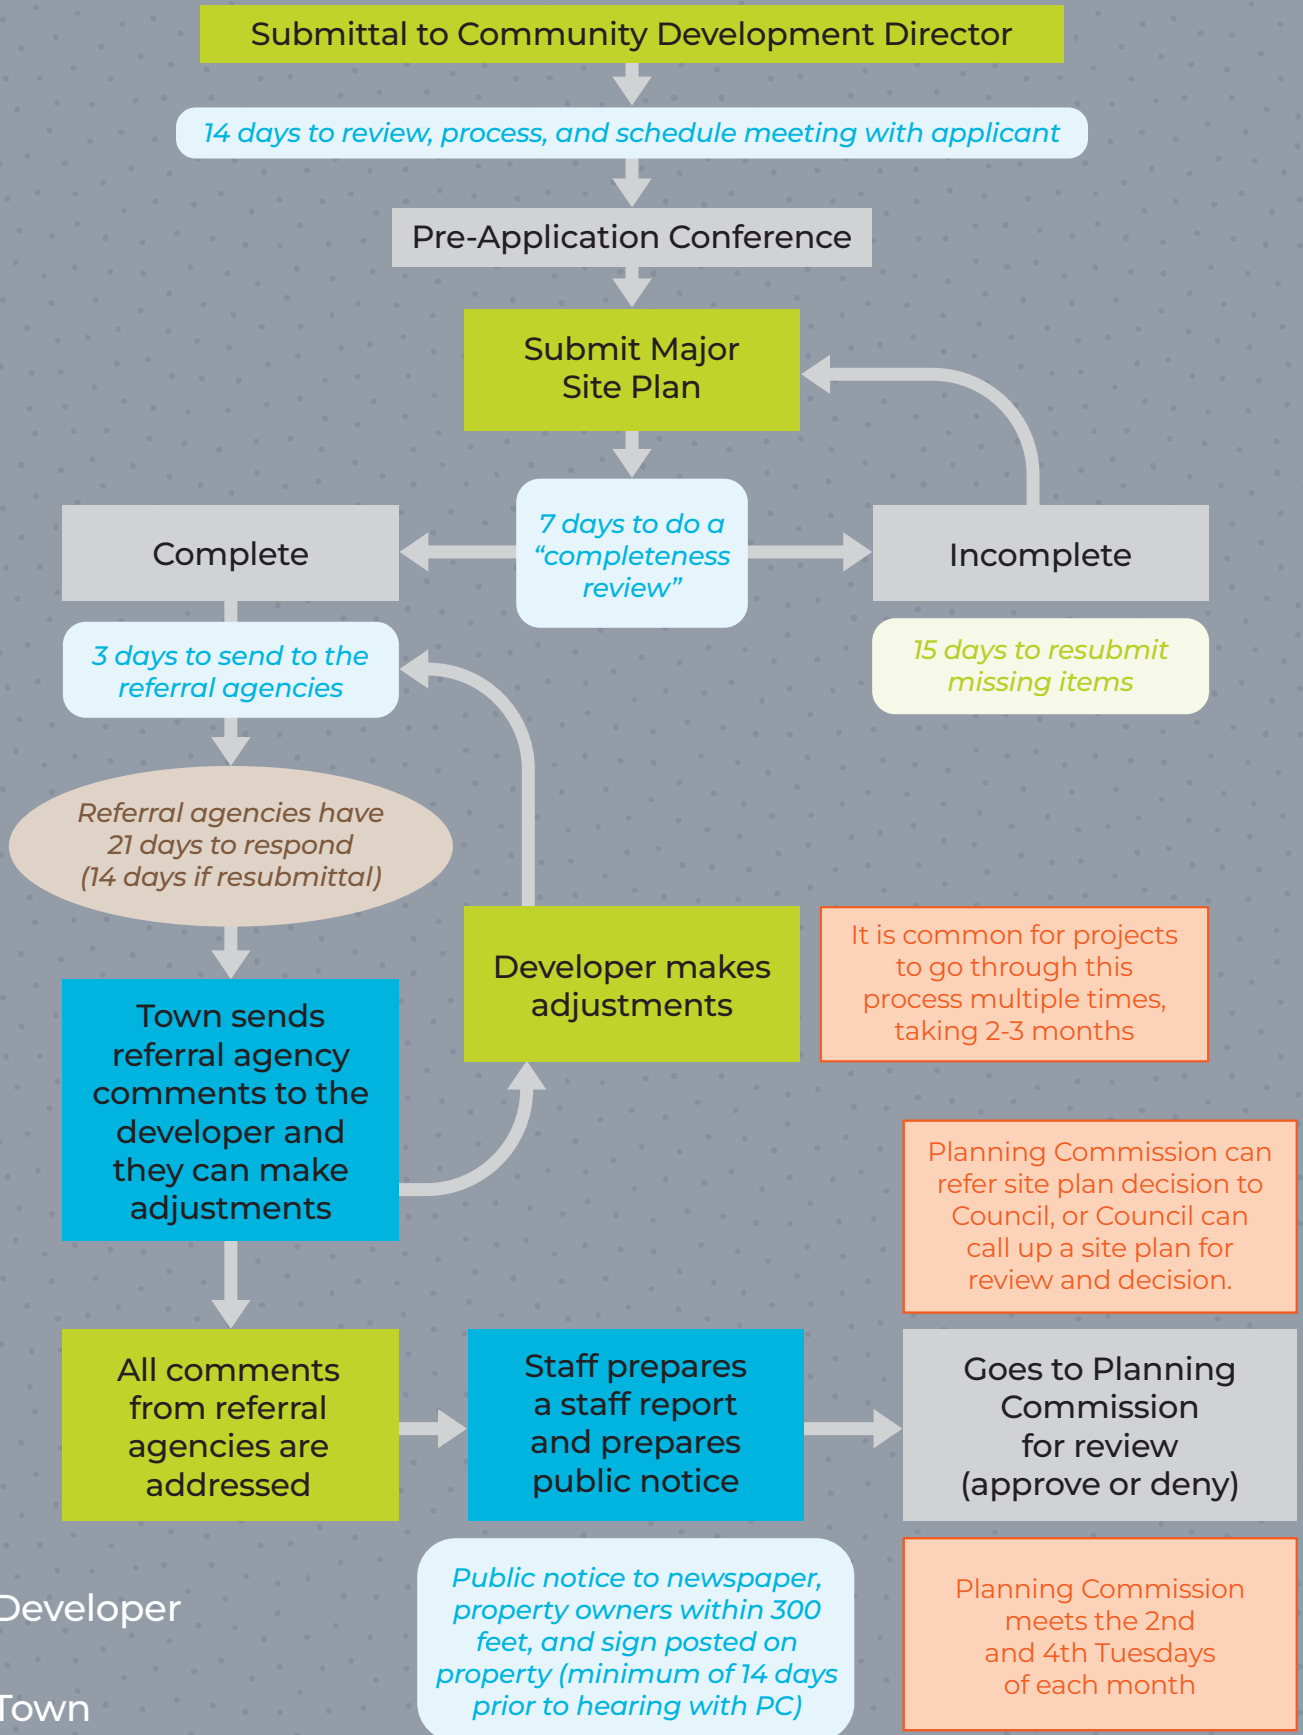 Submittal to Community Development Director
14 days to review, process, and schedule meeting with applicant
Pre-Application Conference
Submit Major
Site Plan
7 days to do a
“completeness
review”
Complete
Incomplete
3 days to send to the
referral agencies
15 days to resubmit
missing items
Referral agencies have
21 days to respond
(14 days if resubmittal)
Developer makes
adjustments
It is common for projects
to go through this
process multiple times,
taking 2-3 months
Town sends
referral agency
comments to the
developer and
they can make
adjustments
Planning Commission can
refer site plan decision to
Council, or Council can
call up a site plan for
review and decision.
All comments
from referral
agencies are
addressed
Staff prepares
a staff report
and prepares
public notice
Goes to Planning
Commission
for review
(approve or deny)
Public notice to newspaper,
property owners within 300
feet, and sign posted on
property (minimum of 14 days
prior to hearing with PC)
Planning Commission
meets the 2nd
and 4th Tuesdays
of each month
Developer
Town